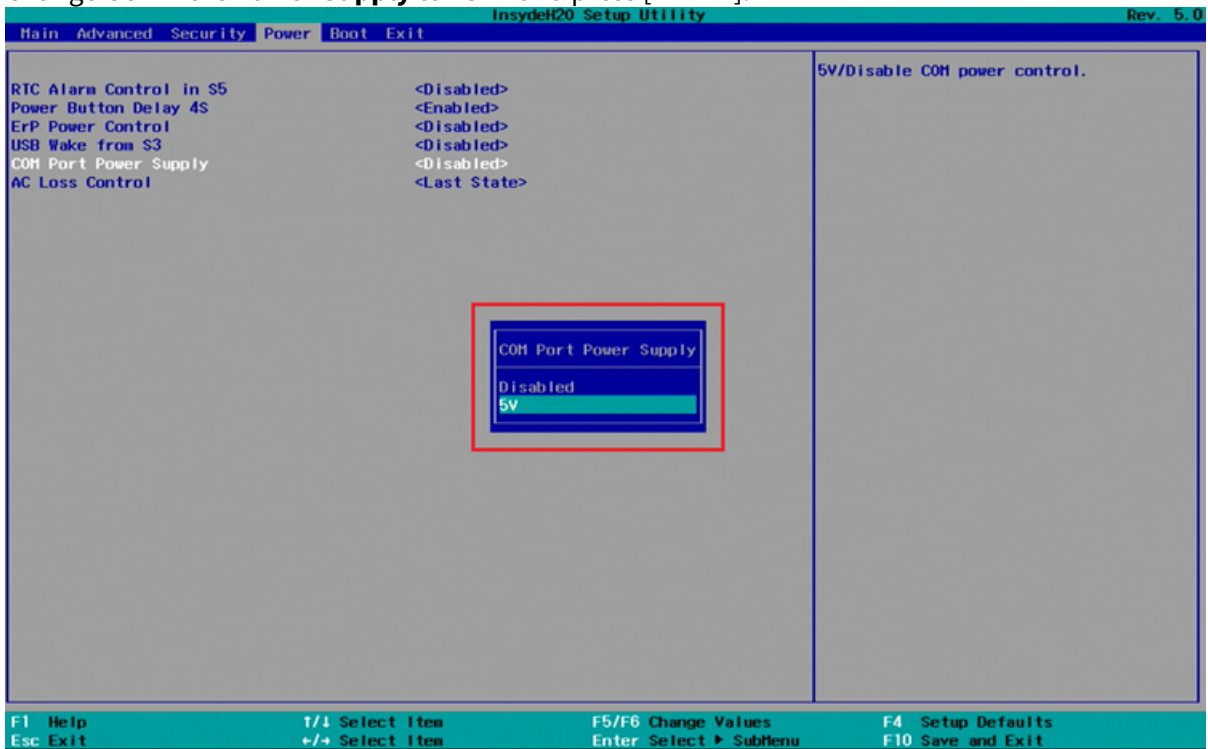 InsydeH20 Setup Utility Rev. 5.0
Main Advanced Security Power Boot Exit
5V/Disable COM power control.
RTC Alarm Control in S5 <Disabled>
Power Button Delay 4S <Enabled>
ErP Power Control <Disabled>
USB Wake from S3 <Disabled>
COM Port Power Supply <Disabled>
AC Loss Control <Last State>
COM Port Power Supply
Disabled
5V
F1 Help ↑/↓ Select Item F5/F6 Change Values F4 Setup Defaults
Esc Exit ←/→ Select Item Enter Select ► SubMenu F10 Save and Exit